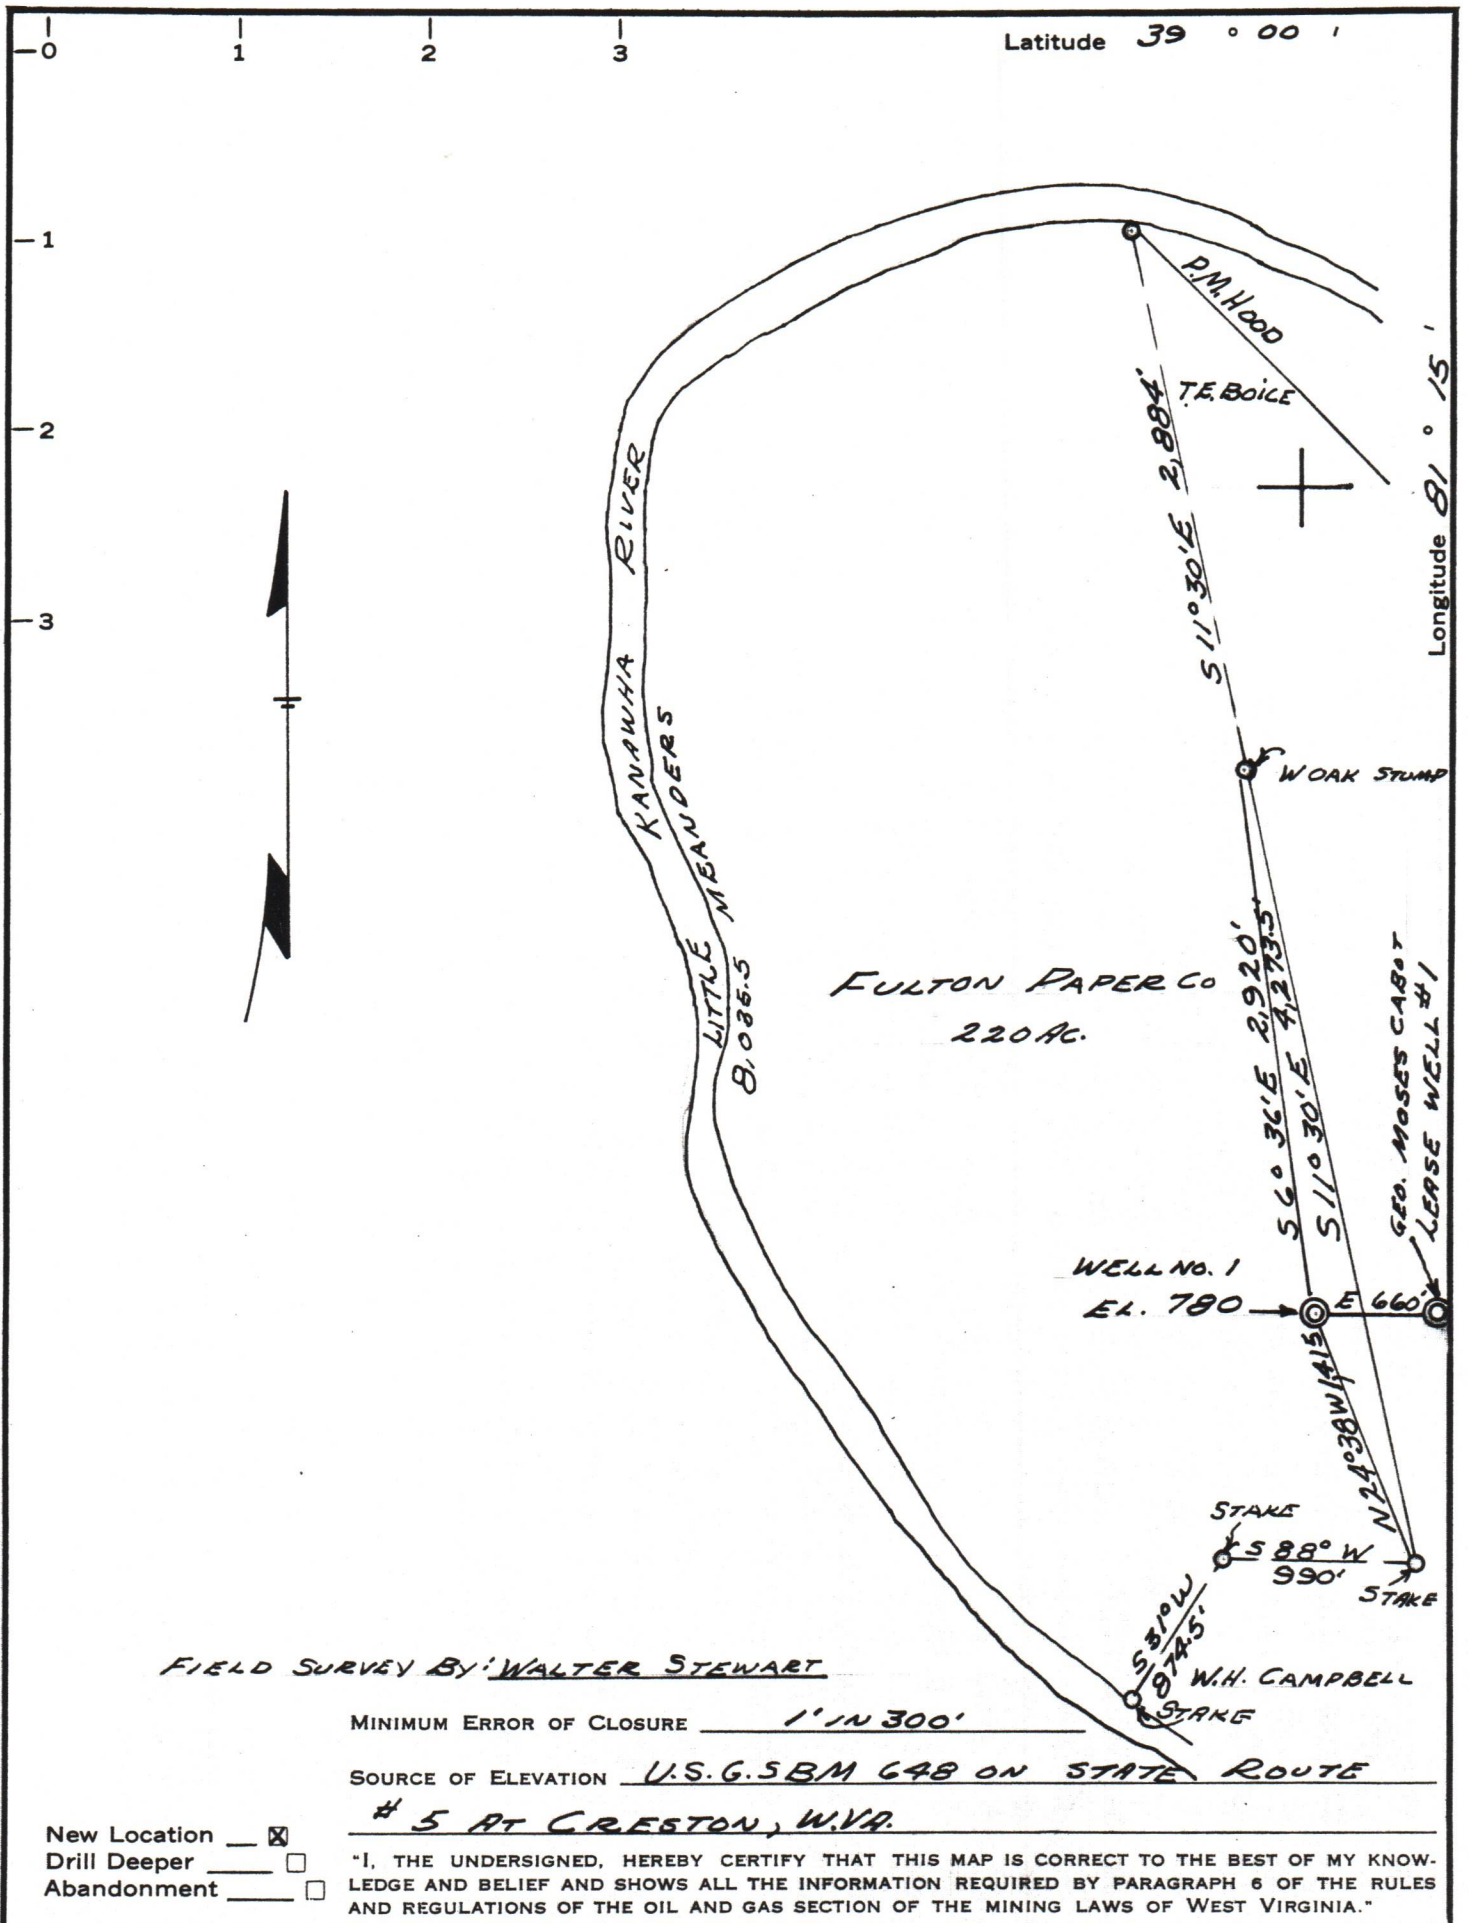 0 1 2 3
Latitude 39 ° 00 '
1
2
3
Longitude 81 ° 15 '
P.M. HOOD
T.E. BOICE
S 11° 30' E 2,884'
W OAK STUMP
LITTLE KANAWHA RIVER
MEANDERS
8,035.5
FULTON PAPER CO
220 AC.
S 6° 36' E 2,920'
S 11° 30' E 4,273.5'
GEO. MOSES CABOT
LEASE WELL #1
WELL NO. 1
EL. 780
E 660'
N 24° 38 W 1,415
STAKE
S 88° W
990'
STAKE
S 31° W
874.5'
W.H. CAMPBELL
STAKE
FIELD SURVEY BY: WALTER STEWART
MINIMUM ERROR OF CLOSURE 1' IN 300'
SOURCE OF ELEVATION U.S.G.S BM 648 ON STATE ROUTE
# 5 AT CRESTON, W.VA.
New Location ☒
Drill Deeper ☐
Abandonment ☐
"I, THE UNDERSIGNED, HEREBY CERTIFY THAT THIS MAP IS CORRECT TO THE BEST OF MY KNOW-
LEDGE AND BELIEF AND SHOWS ALL THE INFORMATION REQUIRED BY PARAGRAPH 6 OF THE RULES
AND REGULATIONS OF THE OIL AND GAS SECTION OF THE MINING LAWS OF WEST VIRGINIA."